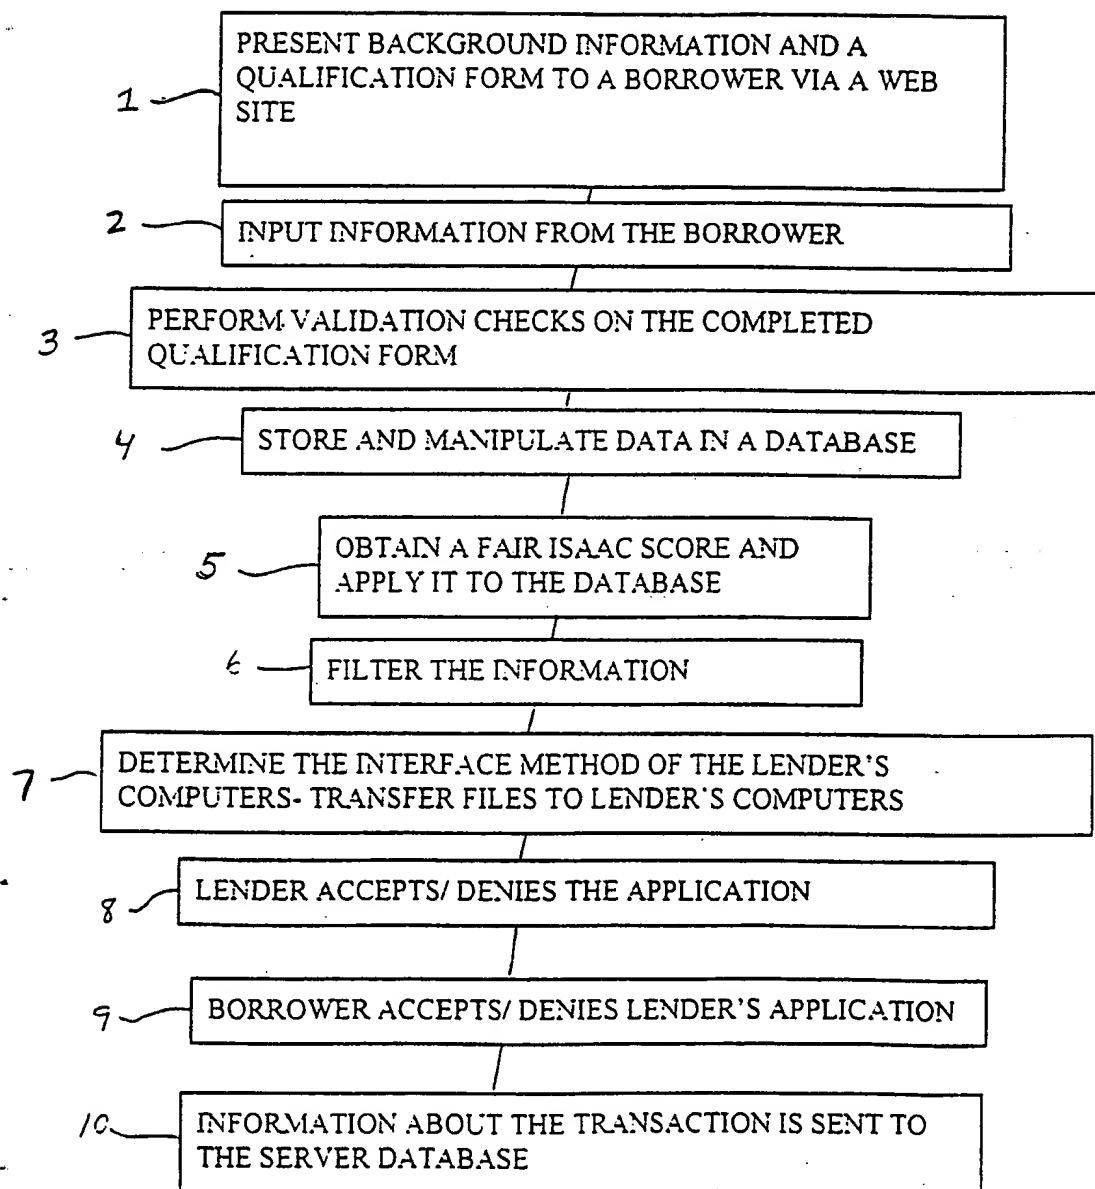 PRESENT BACKGROUND INFORMATION AND A
QUALIFICATION FORM TO A BORROWER VIA A WEB
SITE
1
2
INPUT INFORMATION FROM THE BORROWER
3
PERFORM VALIDATION CHECKS ON THE COMPLETED
QUALIFICATION FORM
4
STORE AND MANIPULATE DATA IN A DATABASE
5
OBTAIN A FAIR ISAAC SCORE AND
APPLY IT TO THE DATABASE
6
FILTER THE INFORMATION
7
DETERMINE THE INTERFACE METHOD OF THE LENDER'S
COMPUTERS- TRANSFER FILES TO LENDER'S COMPUTERS
8
LENDER ACCEPTS/ DENIES THE APPLICATION
9
BORROWER ACCEPTS/ DENIES LENDER'S APPLICATION
10
INFORMATION ABOUT THE TRANSACTION IS SENT TO
THE SERVER DATABASE